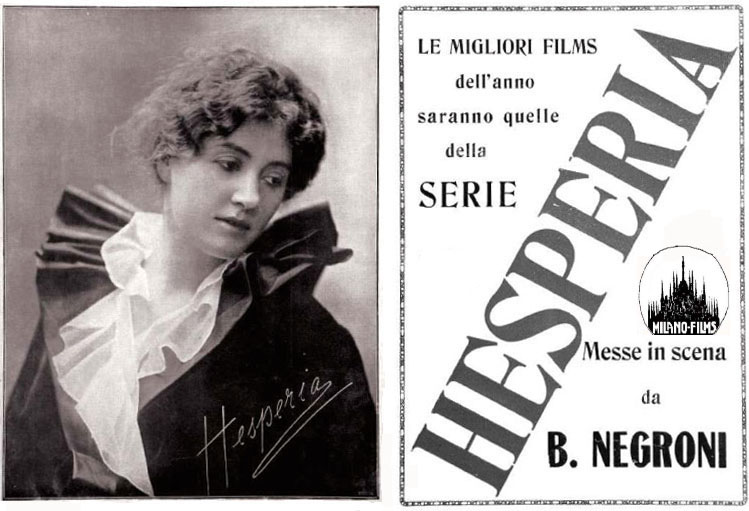 Hesperia
LE MIGLIORI FILMS
dell'anno
saranno quelle
della
SERIE
HESPERIA
MILANO-FILMS
Messe in scena
da
B. NEGRONI